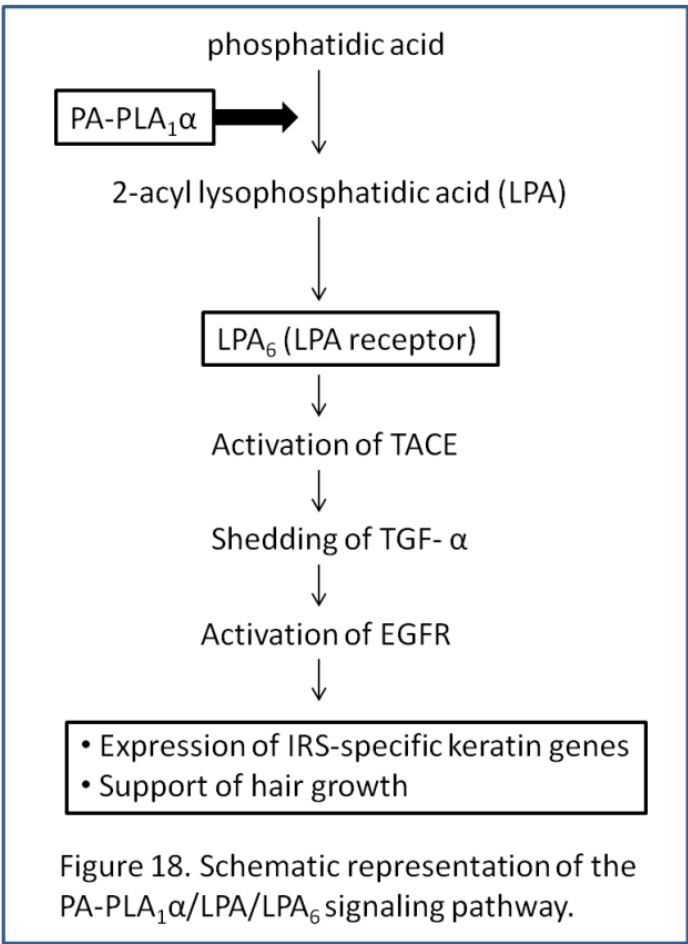 phosphatidic acid
PA-PLA₁α
2-acyl lysophosphatidic acid (LPA)
LPA₆ (LPA receptor)
Activation of TACE
Shedding of TGF- α
Activation of EGFR
• Expression of IRS-specific keratin genes
• Support of hair growth
Figure 18. Schematic representation of the
PA-PLA₁α/LPA/LPA₆ signaling pathway.